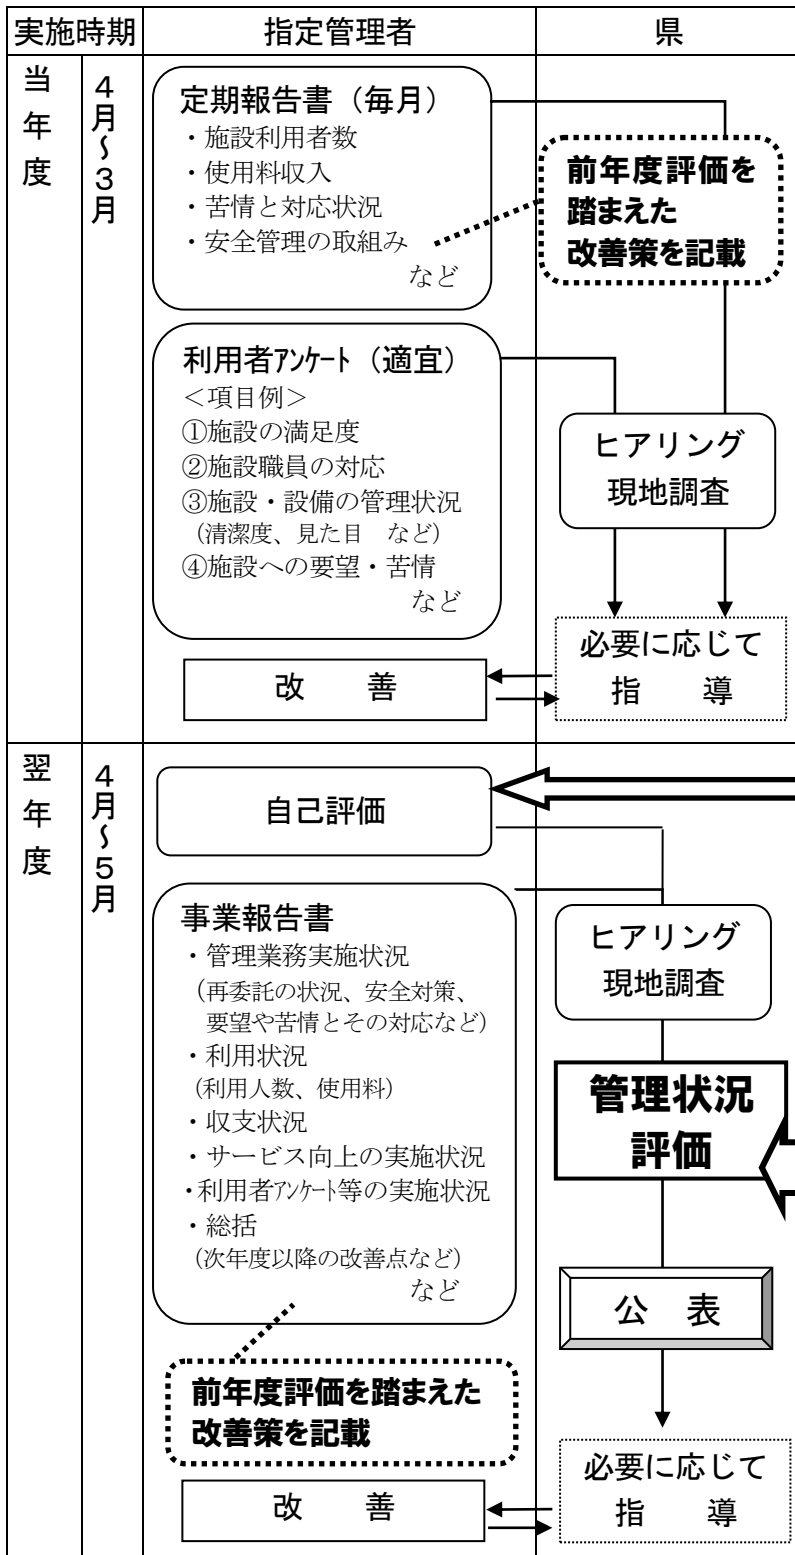 実施時期 指定管理者 県
当年度
4月~3月
定期報告書(毎月)
・施設利用者数
・使用料収入
・苦情と対応状況
・安全管理の取組み
など
前年度評価を
踏まえた
改善策を記載
利用者アンケート(適宜)
<項目例>
①施設の満足度
②施設職員の対応
③施設・設備の管理状況
(清潔度、見た目 など)
④施設への要望・苦情
など
ヒアリング
現地調査
必要に応じて
指 導
改 善
翌年度
4月~5月
自己評価
事業報告書
・管理業務実施状況
(再委託の状況、安全対策、
要望や苦情とその対応など)
・利用状況
(利用人数、使用料)
・収支状況
・サービス向上の実施状況
・利用者アンケート等の実施状況
・総括
(次年度以降の改善点など)
など
前年度評価を踏まえた
改善策を記載
ヒアリング
現地調査
管理状況
評価
公 表
必要に応じて
指 導
改 善